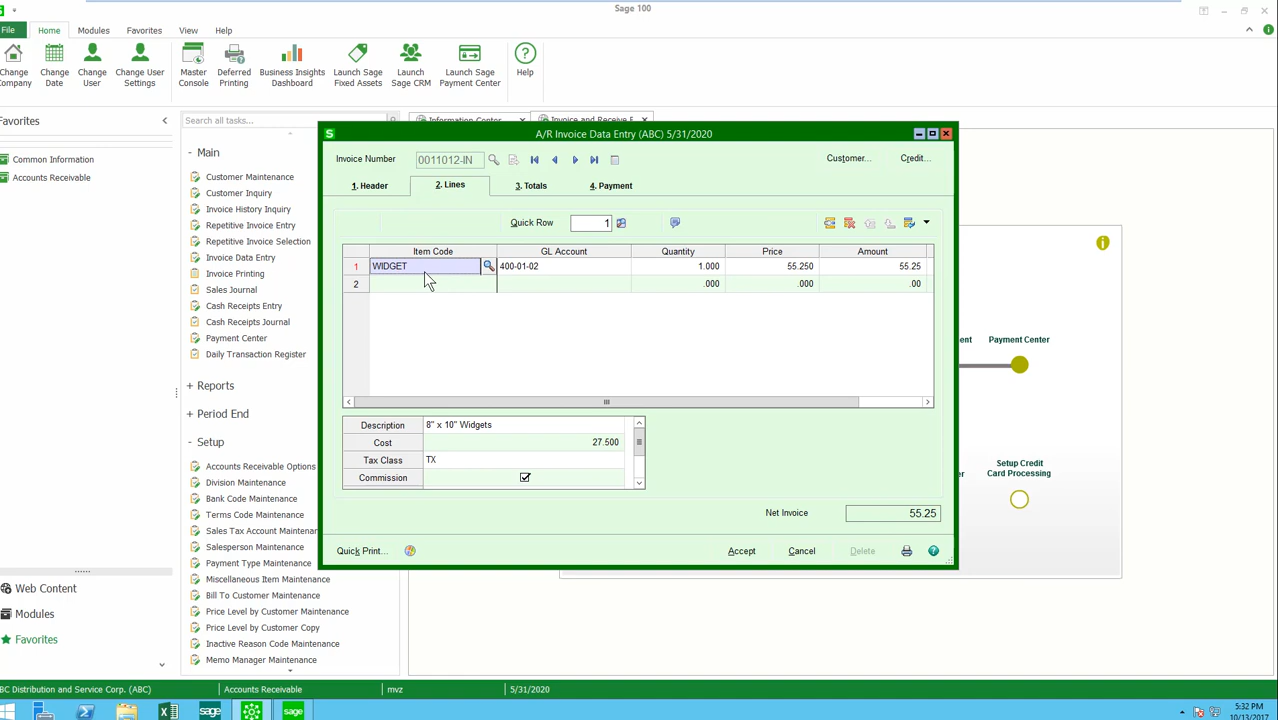 Sage 100
File Home Modules Favorites View Help
Change Company
Change Date
Change User
Change User Settings
Master Console
Deferred Printing
Business Insights Dashboard
Launch Sage Fixed Assets
Launch Sage CRM
Launch Sage Payment Center
Help
Favorites
Common Information
Accounts Receivable
Web Content
Modules
Favorites
Search all tasks...
- Main
Customer Maintenance
Customer Inquiry
Invoice History Inquiry
Repetitive Invoice Entry
Repetitive Invoice Selection
Invoice Data Entry
Invoice Printing
Sales Journal
Cash Receipts Entry
Cash Receipts Journal
Payment Center
Daily Transaction Register
+ Reports
+ Period End
- Setup
Accounts Receivable Options
Division Maintenance
Bank Code Maintenance
Terms Code Maintenance
Sales Tax Account Maintenan
Salesperson Maintenance
Payment Type Maintenance
Miscellaneous Item Maintenance
Bill To Customer Maintenance
Price Level by Customer Maintenance
Price Level by Customer Copy
Inactive Reason Code Maintenance
Memo Manager Maintenance
Information Center
Invoice and Receive
A/R Invoice Data Entry (ABC) 5/31/2020
Invoice Number 0011012-IN Customer... Credit...
1. Header 2. Lines 3. Totals 4. Payment
Quick Row 1
Item Code GL Account Quantity Price Amount
1 WIDGET 400-01-02 1.000 55.250 55.25
2 .000 .000 .00
Description 8" x 10" Widgets
Cost 27.500
Tax Class TX
Commission
Net Invoice 55.25
Quick Print... Accept Cancel Delete
ent Payment Center
er Setup Credit
Card Processing
BC Distribution and Service Corp. (ABC) Accounts Receivable mvz 5/31/2020
sage sage
5:32 PM
10/13/2017